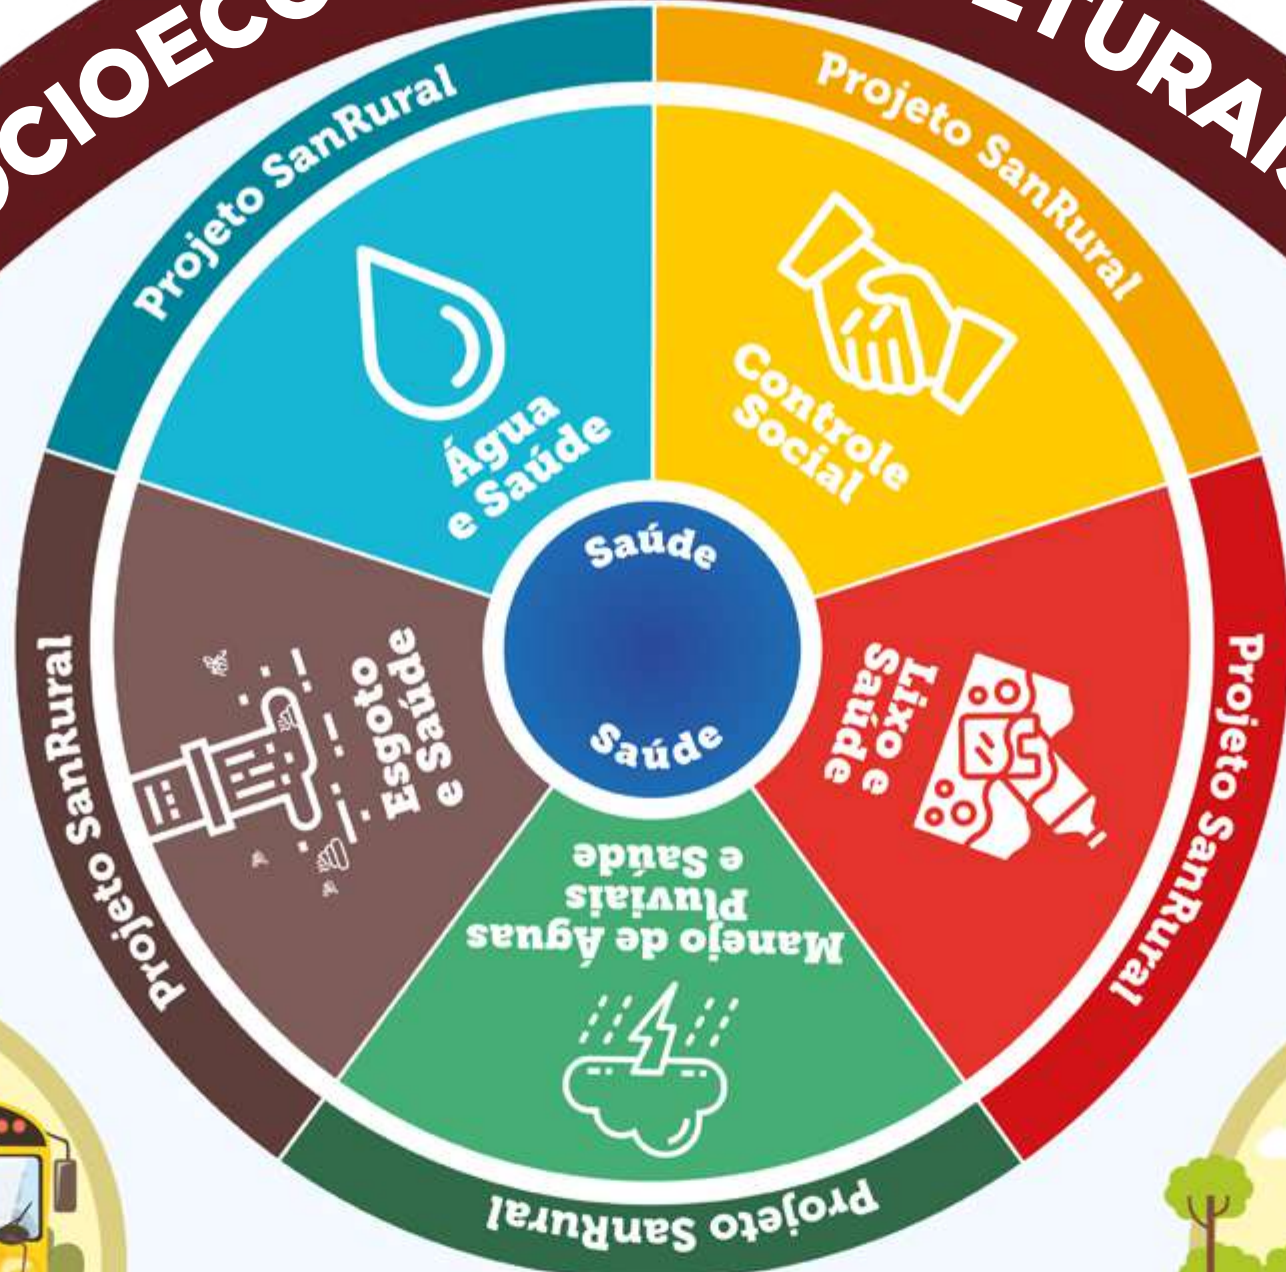 Projeto SanRural
Água
e Saúde
Projeto SanRural
Controle
Social
Projeto SanRural
Lixo e
Saúde
Projeto SanRural
Manejo de Águas
Pluviais
e Saúde
Projeto SanRural
Esgoto
e Saúde
Saúde
Saúde